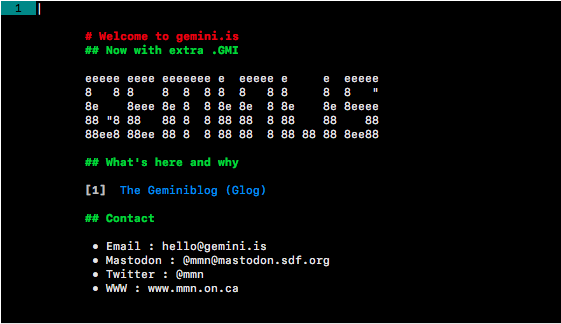 1
# Welcome to gemini.is
## Now with extra .GMI
eeeee eeee eeeeeee e  eeeee e     e  eeeee
8   8 8    8  8  8 8  8   8 8     8  8   "
8e    8eee 8e 8  8 8e 8e  8 8e    8e 8eeee
88 "8 88   88 8  8 88 88  8 88    88    88
88ee8 88ee 88 8  8 88 88  8 88 88 88 8ee88
## What's here and why
[1]  The Geminiblog (Glog)
## Contact
• Email : hello@gemini.is
• Mastodon : @mmn@mastodon.sdf.org
• Twitter : @mmn
• WWW : www.mmn.on.ca